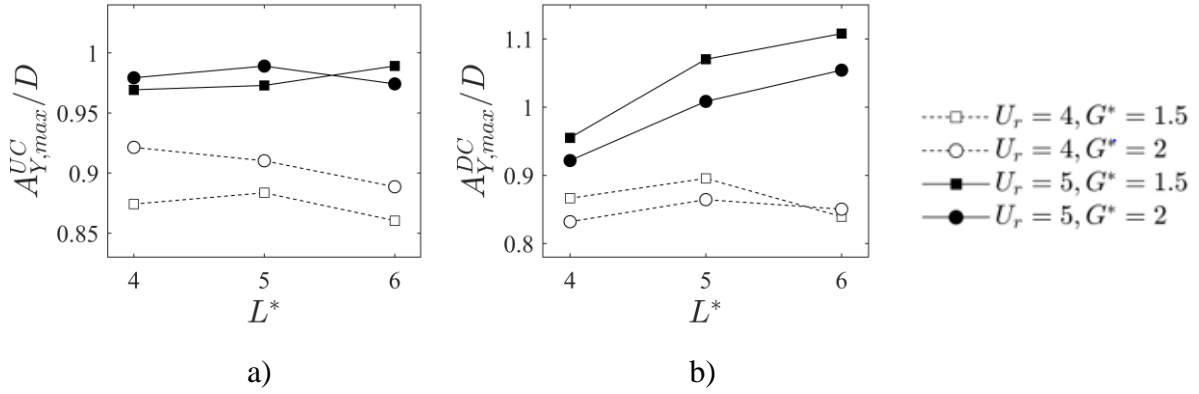 A^{UC}_{Y,max}/D
1
0.95
0.9
0.85
4 5 6
L*
a)
A^{DC}_{Y,max}/D
1.1
1
0.9
0.8
4 5 6
L*
b)
U_r = 4, G* = 1.5
U_r = 4, G* = 2
U_r = 5, G* = 1.5
U_r = 5, G* = 2